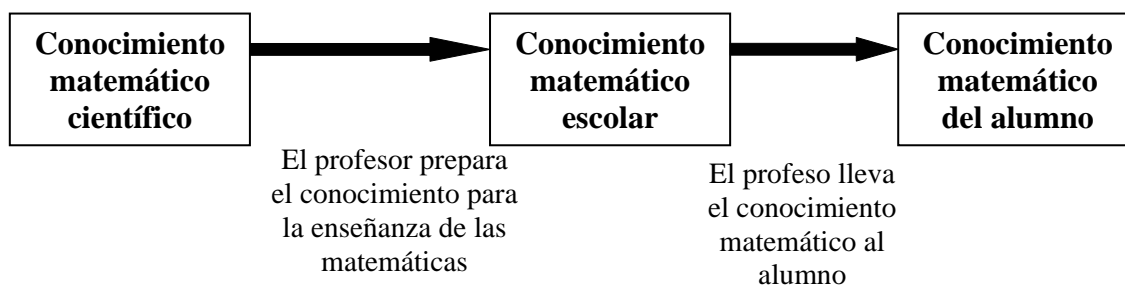 Conocimiento
matemático
científico
El profesor prepara
el conocimiento para
la enseñanza de las
matemáticas
Conocimiento
matemático
escolar
El profeso lleva
el conocimiento
matemático al
alumno
Conocimiento
matemático
del alumno